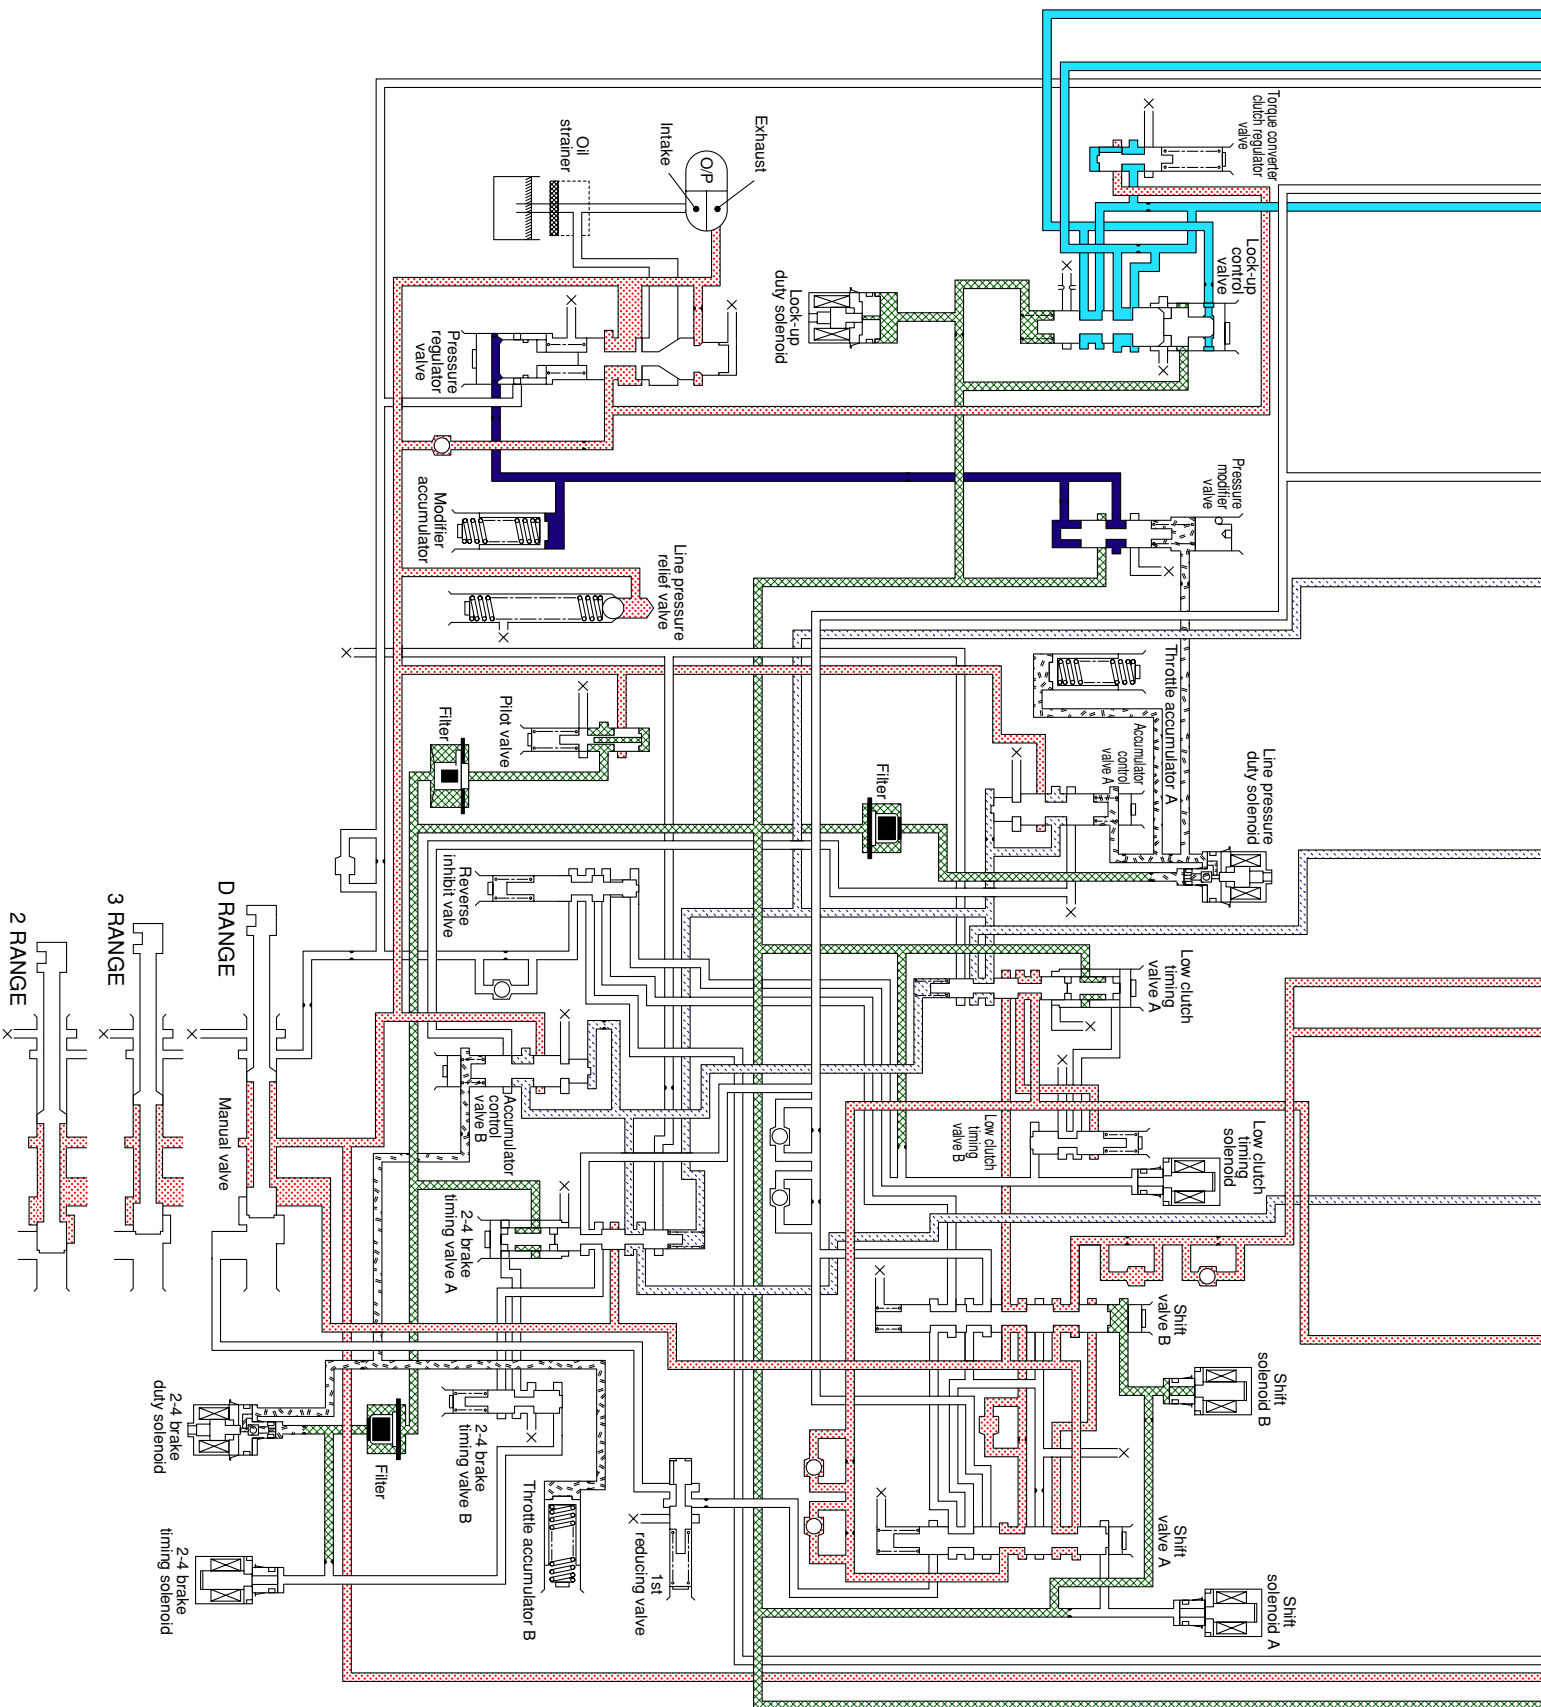 Torque converter
clutch regulator
valve
Exhaust
Intake
O/P
Oil
strainer
Lock-up
control
valve
Lock-up
duty solenoid
Pressure
regulator
valve
Pressure
modifier
valve
Modifier
accumulator
Line pressure
relief valve
Throttle accumulator A
Pilot valve
Filter
Accumulator
control
valve A
Line pressure
duty solenoid
Filter
Reverse
inhibit valve
D RANGE
3 RANGE
2 RANGE
Manual valve
Low clutch
timing
valve A
Accumulator
control
valve B
Low clutch
timing
valve B
Low clutch
timing
solenoid
2-4 brake
timing valve A
Shift
valve B
Shift
solenoid B
2-4 brake
duty solenoid
Filter
2-4 brake
timing valve B
Throttle accumulator B
2-4 brake
timing solenoid
1st
reducing valve
Shift
valve A
Shift
solenoid A